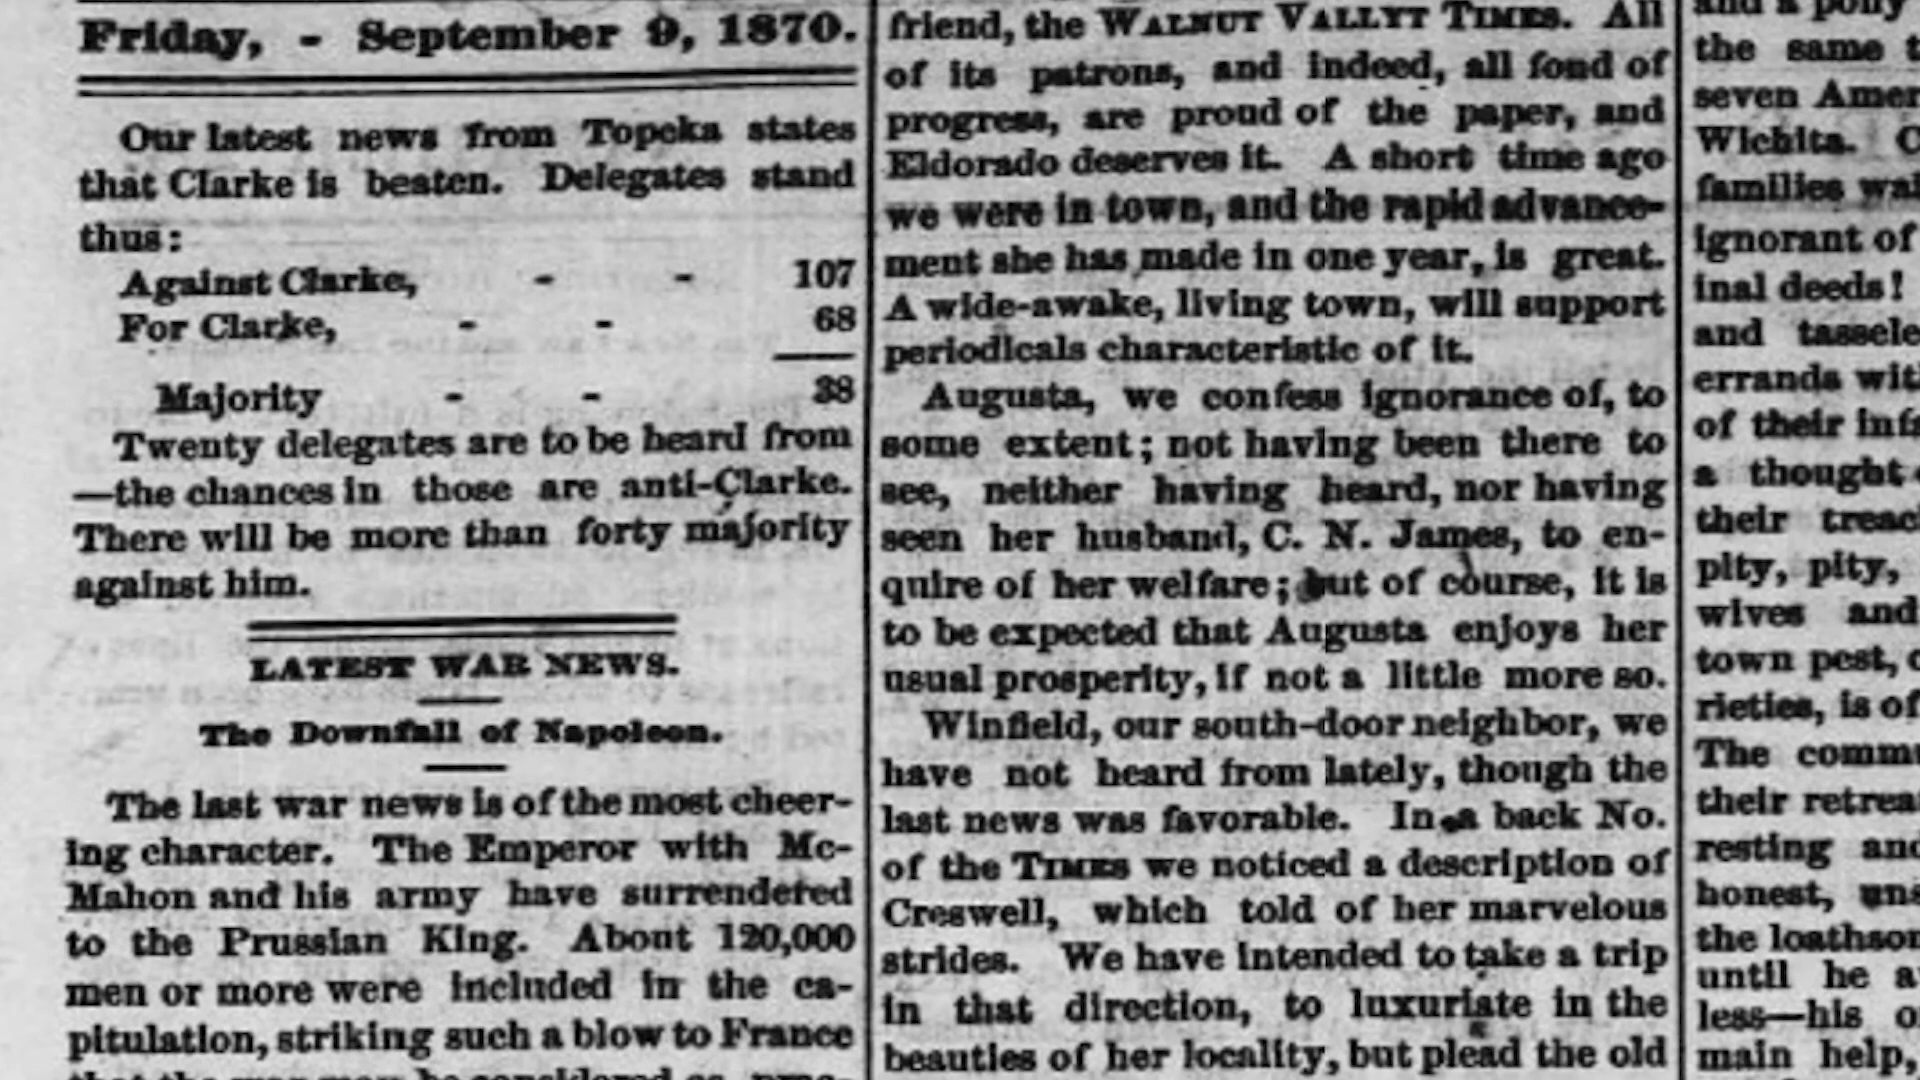 Friday, - September 9, 1870.
Our latest news from Topeka states
that Clarke is beaten. Delegates stand
thus:
Against Clarke, - - 107
For Clarke, - - 68
Majority - - 38
Twenty delegates are to be heard from
—the chances in those are anti-Clarke.
There will be more than forty majority
against him.
LATEST WAR NEWS.
The Downfall of Napoleon.
The last war news is of the most cheer-
ing character. The Emperor with Mc-
Mahon and his army have surrendered
to the Prussian King. About 120,000
men or more were included in the ca-
pitulation, striking such a blow to France
friend, the WALNUT VALLYT TIMES. All
of its patrons, and indeed, all fond of
progress, are proud of the paper, and
Eldorado deserves it. A short time ago
we were in town, and the rapid advance-
ment she has made in one year, is great.
A wide-awake, living town, will support
periodicals characteristic of it.
Augusta, we confess ignorance of, to
some extent; not having been there to
see, neither having heard, nor having
seen her husband, C. N. James, to en-
quire of her welfare; but of course, it is
to be expected that Augusta enjoys her
usual prosperity, if not a little more so.
Winfield, our south-door neighbor, we
have not heard from lately, though the
last news was favorable. In a back No.
of the TIMES we noticed a description of
Creswell, which told of her marvelous
strides. We have intended to take a trip
in that direction, to luxuriate in the
beauties of her locality, but plead the old
and a pony
the same t
seven Amer
Wichita. C
families wal
ignorant of
inal deeds!
and tassele
errands with
of their infa
a thought
their treach
pity, pity,
wives and
town pest, c
rieties, is of
The commu
their retreat
resting and
honest, uns
the loathsom
until he a
less—his o
main help,